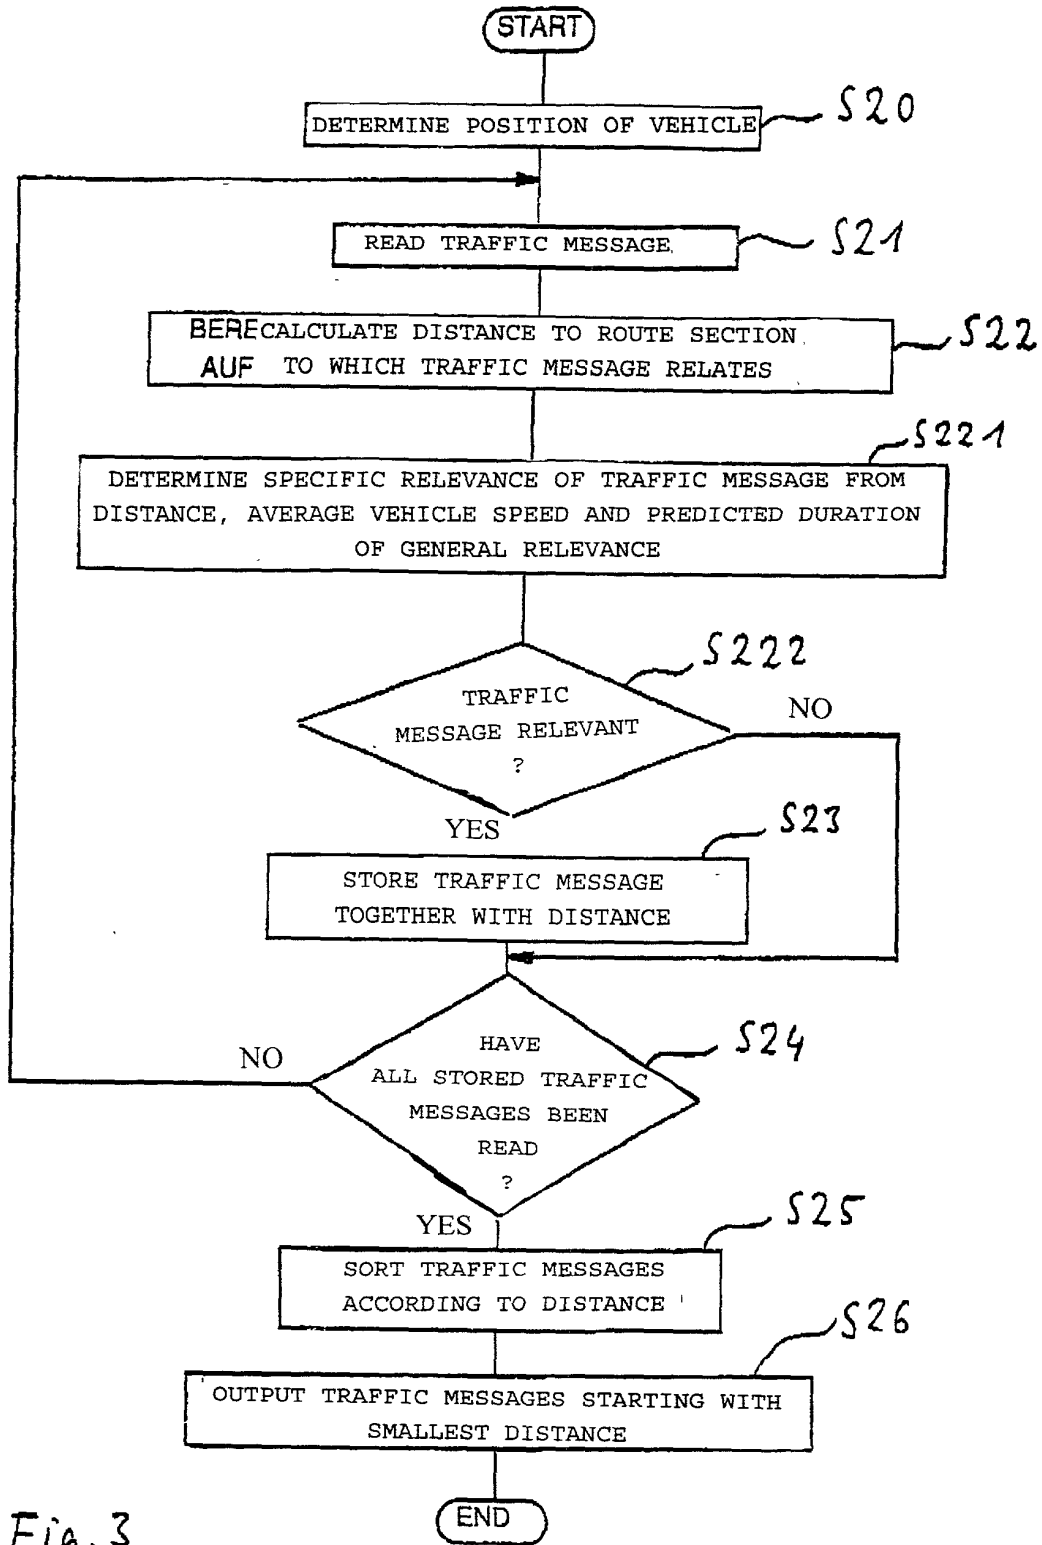 START
DETERMINE POSITION OF VEHICLE
S20
READ TRAFFIC MESSAGE
S21
BERECALCULATE DISTANCE TO ROUTE SECTION
AUF TO WHICH TRAFFIC MESSAGE RELATES
S22
S221
DETERMINE SPECIFIC RELEVANCE OF TRAFFIC MESSAGE FROM
DISTANCE, AVERAGE VEHICLE SPEED AND PREDICTED DURATION
OF GENERAL RELEVANCE
S222
TRAFFIC
MESSAGE RELEVANT
?
NO
YES
S23
STORE TRAFFIC MESSAGE
TOGETHER WITH DISTANCE
S24
HAVE
ALL STORED TRAFFIC
MESSAGES BEEN
READ
?
NO
YES
S25
SORT TRAFFIC MESSAGES
ACCORDING TO DISTANCE
S26
OUTPUT TRAFFIC MESSAGES STARTING WITH
SMALLEST DISTANCE
END
Fig. 3